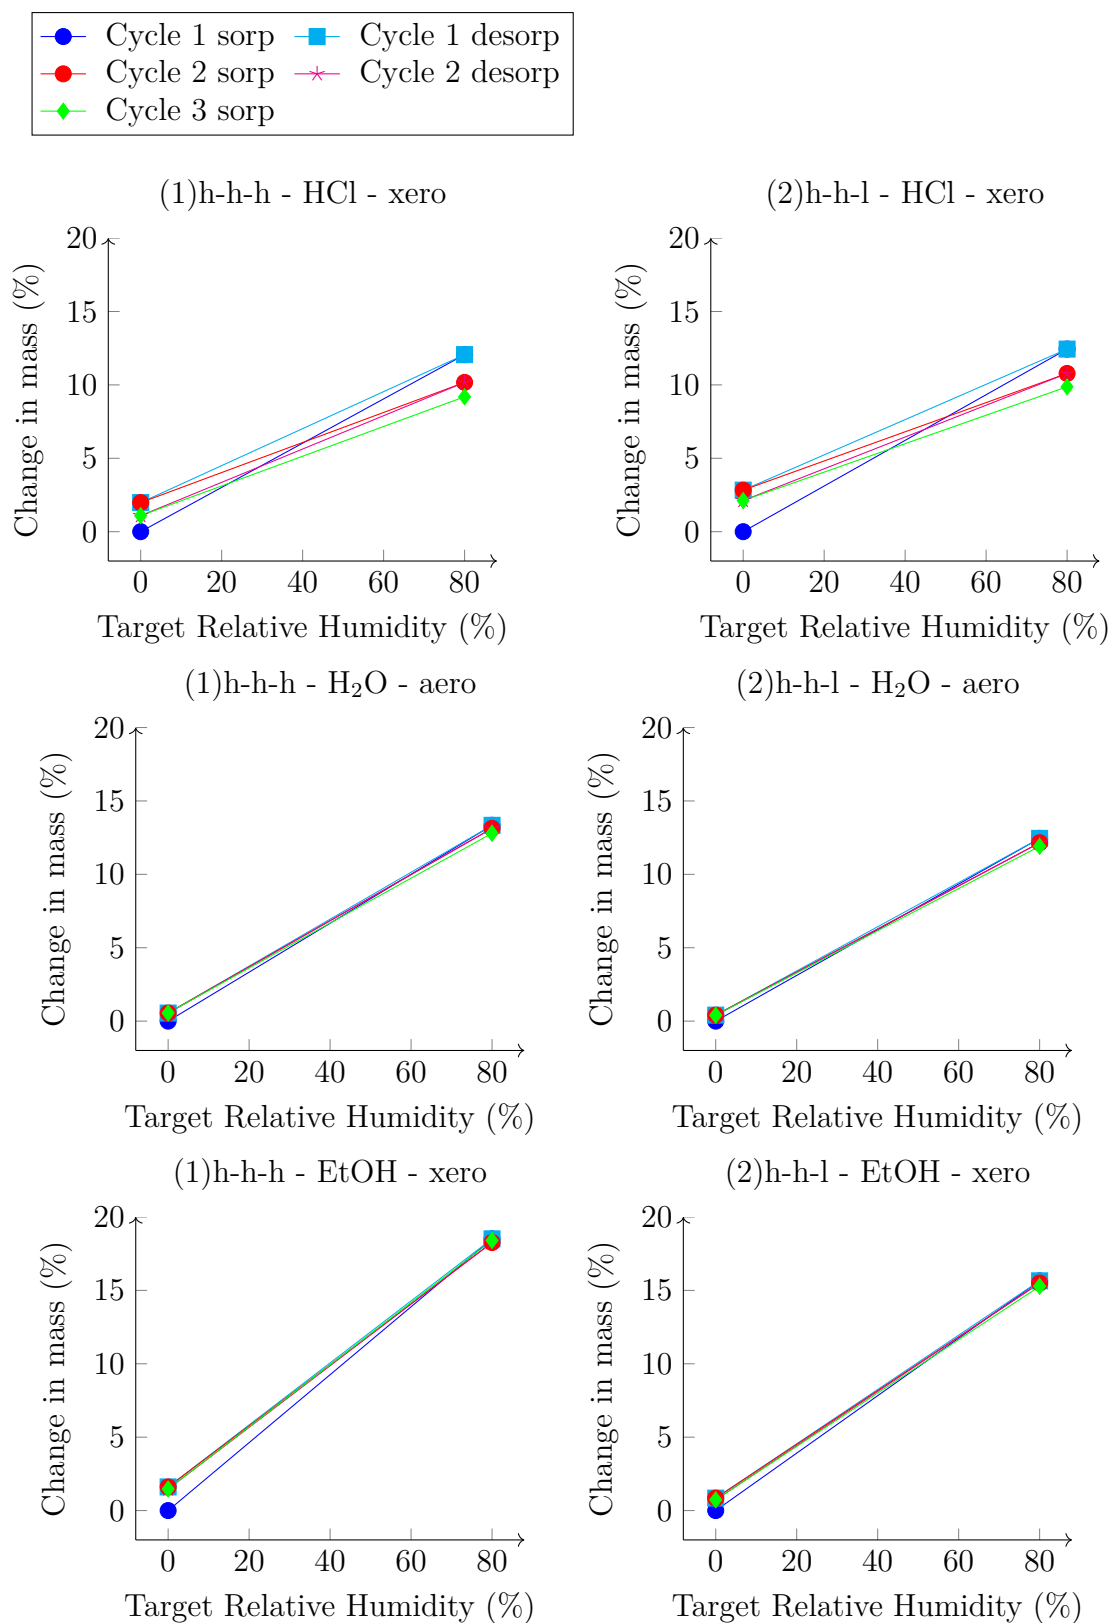 Cycle 1 sorp Cycle 1 desorp
Cycle 2 sorp Cycle 2 desorp
Cycle 3 sorp
(1)h-h-h - HCl - xero
20
15
10
5
0
Change in mass (%)
0 20 40 60 80
Target Relative Humidity (%)
(2)h-h-l - HCl - xero
20
15
10
5
0
Change in mass (%)
0 20 40 60 80
Target Relative Humidity (%)
(1)h-h-h - H₂O - aero
20
15
10
5
0
Change in mass (%)
0 20 40 60 80
Target Relative Humidity (%)
(2)h-h-l - H₂O - aero
20
15
10
5
0
Change in mass (%)
0 20 40 60 80
Target Relative Humidity (%)
(1)h-h-h - EtOH - xero
20
15
10
5
0
Change in mass (%)
0 20 40 60 80
Target Relative Humidity (%)
(2)h-h-l - EtOH - xero
20
15
10
5
0
Change in mass (%)
0 20 40 60 80
Target Relative Humidity (%)